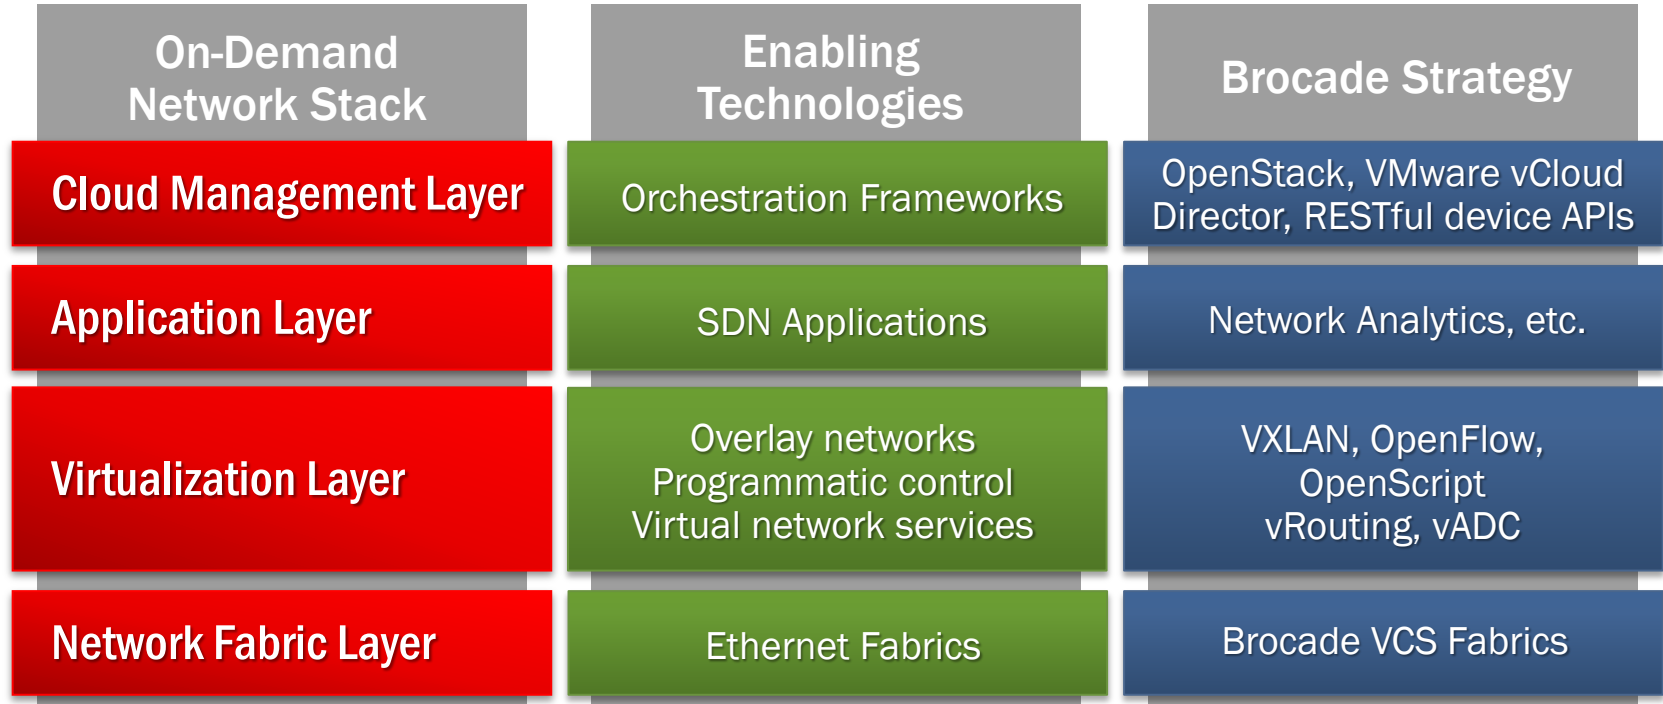 On-Demand
Network Stack
Enabling
Technologies
Brocade Strategy
Cloud Management Layer
Orchestration Frameworks
OpenStack, VMware vCloud
Director, RESTful device APIs
Application Layer
SDN Applications
Network Analytics, etc.
Virtualization Layer
Overlay networks
Programmatic control
Virtual network services
VXLAN, OpenFlow,
OpenScript
vRouting, vADC
Network Fabric Layer
Ethernet Fabrics
Brocade VCS Fabrics